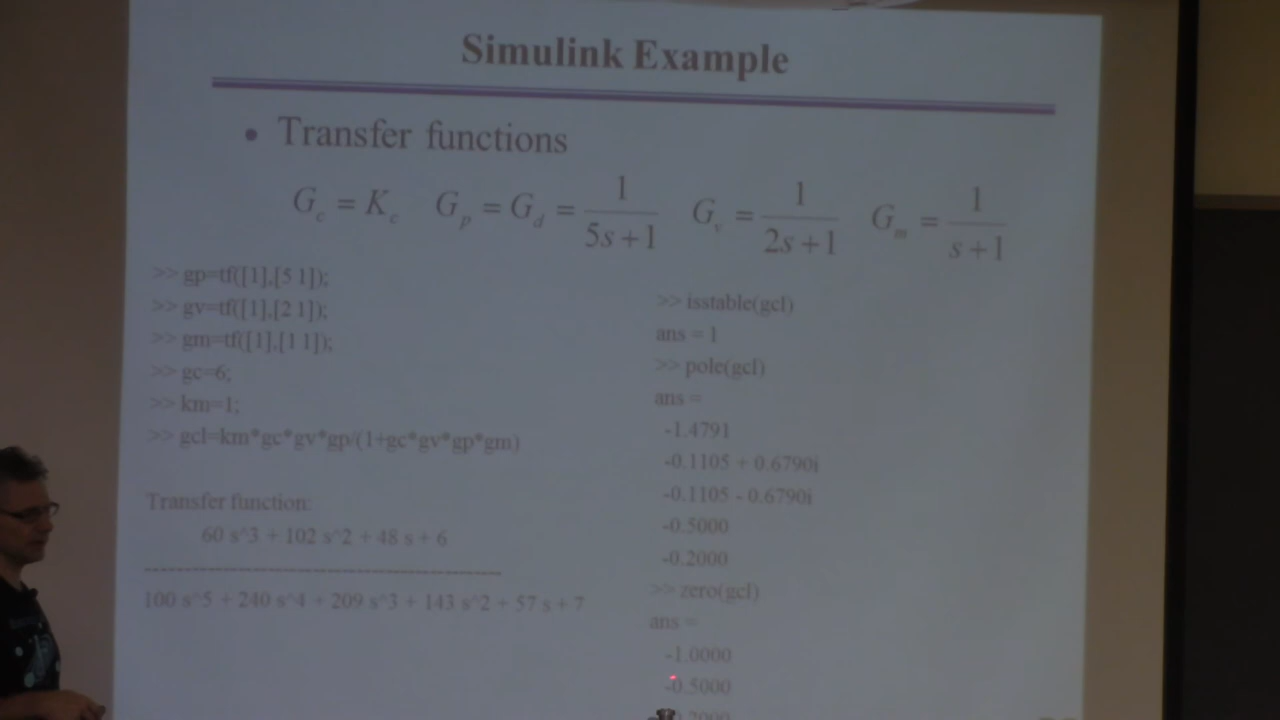 Simulink Example
• Transfer functions
G_c = K_c   G_p = G_d = 1/(5s+1)   G_v = 1/(2s+1)   G_m = 1/(s+1)
>> gp=tf([1],[5 1]);
>> gv=tf([1],[2 1]);
>> gm=tf([1],[1 1]);
>> gc=6;
>> km=1;
>> gcl=km*gc*gv*gp/(1+gc*gv*gp*gm)
Transfer function:
60 s^3 + 102 s^2 + 48 s + 6
---------------------------------------------------
100 s^5 + 240 s^4 + 209 s^3 + 143 s^2 + 57 s + 7
>> isstable(gcl)
ans = 1
>> pole(gcl)
ans =
-1.4791
-0.1105 + 0.6790i
-0.1105 - 0.6790i
-0.5000
-0.2000
>> zero(gcl)
ans =
-1.0000
-0.5000